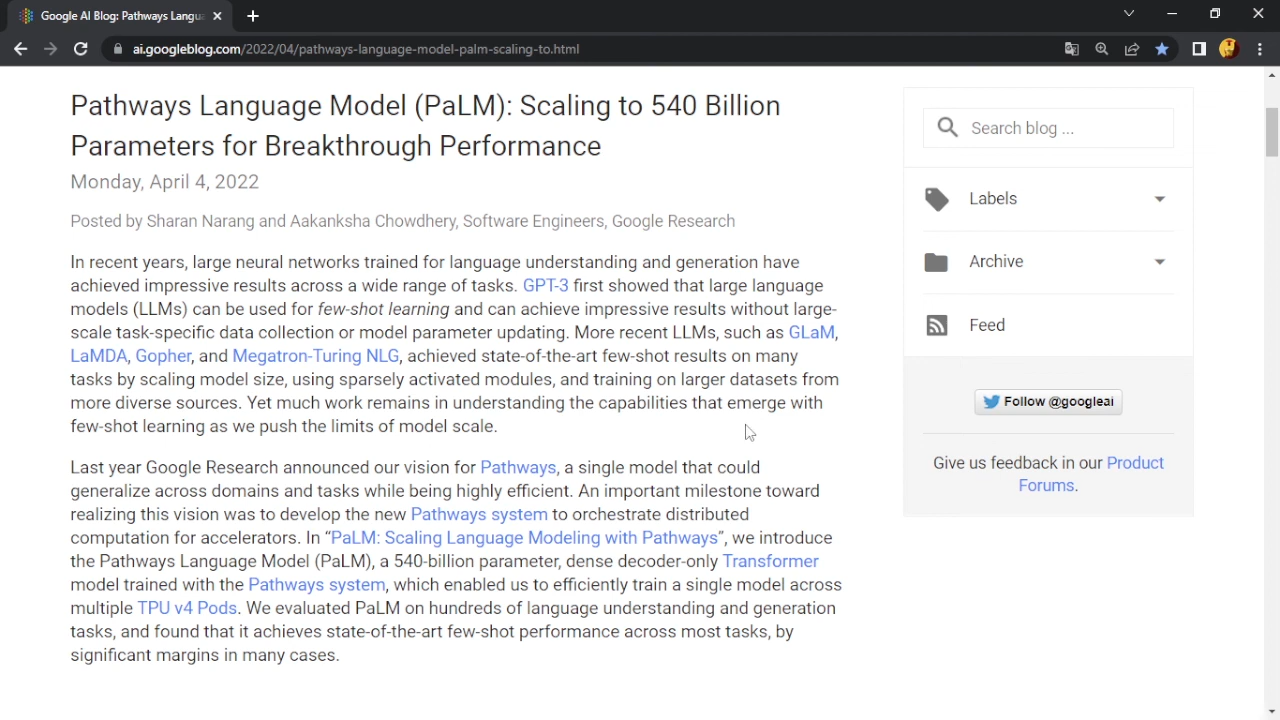 Google AI Blog: Pathways Langu
ai.googleblog.com/2022/04/pathways-language-model-palm-scaling-to.html
Pathways Language Model (PaLM): Scaling to 540 Billion
Parameters for Breakthrough Performance
Monday, April 4, 2022
Posted by Sharan Narang and Aakanksha Chowdhery, Software Engineers, Google Research
In recent years, large neural networks trained for language understanding and generation have
achieved impressive results across a wide range of tasks. GPT-3 first showed that large language
models (LLMs) can be used for few-shot learning and can achieve impressive results without large-
scale task-specific data collection or model parameter updating. More recent LLMs, such as GLaM,
LaMDA, Gopher, and Megatron-Turing NLG, achieved state-of-the-art few-shot results on many
tasks by scaling model size, using sparsely activated modules, and training on larger datasets from
more diverse sources. Yet much work remains in understanding the capabilities that emerge with
few-shot learning as we push the limits of model scale.
Last year Google Research announced our vision for Pathways, a single model that could
generalize across domains and tasks while being highly efficient. An important milestone toward
realizing this vision was to develop the new Pathways system to orchestrate distributed
computation for accelerators. In “PaLM: Scaling Language Modeling with Pathways”, we introduce
the Pathways Language Model (PaLM), a 540-billion parameter, dense decoder-only Transformer
model trained with the Pathways system, which enabled us to efficiently train a single model across
multiple TPU v4 Pods. We evaluated PaLM on hundreds of language understanding and generation
tasks, and found that it achieves state-of-the-art few-shot performance across most tasks, by
significant margins in many cases.
Search blog ...
Labels
Archive
Feed
Follow @googleai
Give us feedback in our Product
Forums.